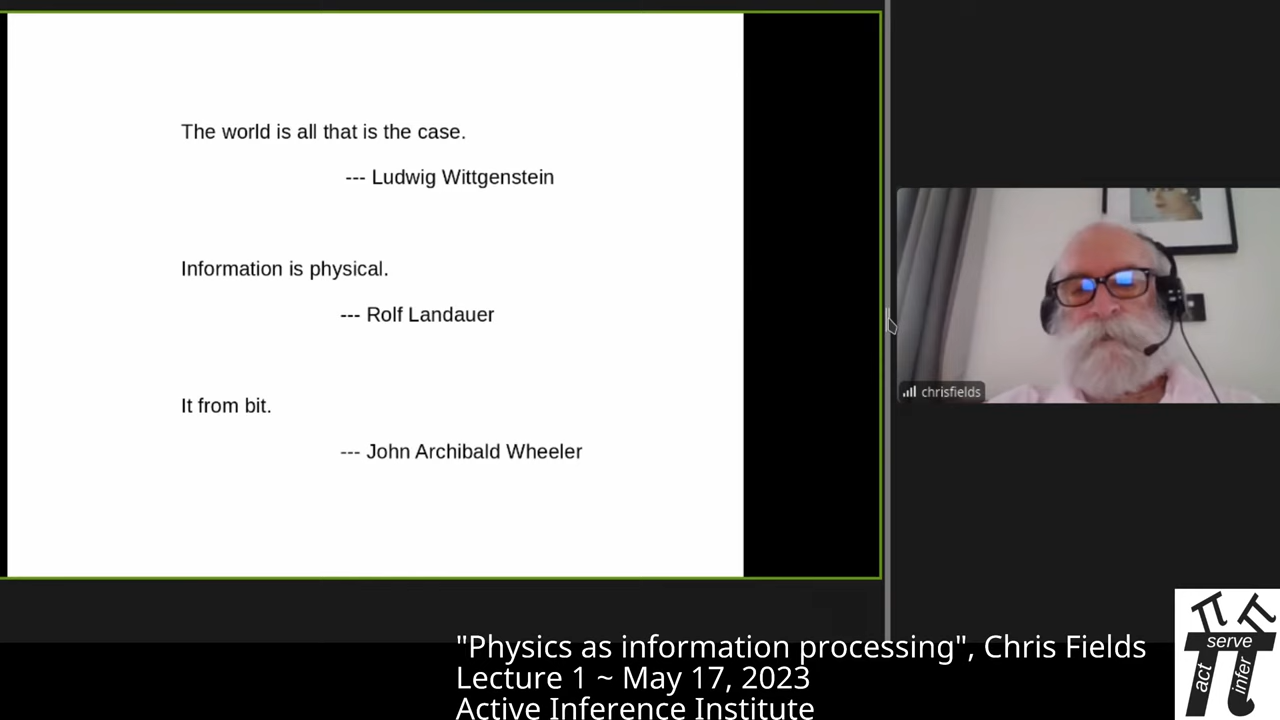 The world is all that is the case.
--- Ludwig Wittgenstein
Information is physical.
--- Rolf Landauer
It from bit.
--- John Archibald Wheeler
chrisfields
"Physics as information processing", Chris Fields
Lecture 1 ~ May 17, 2023
Active Inference Institute
π π
serve
act
infer